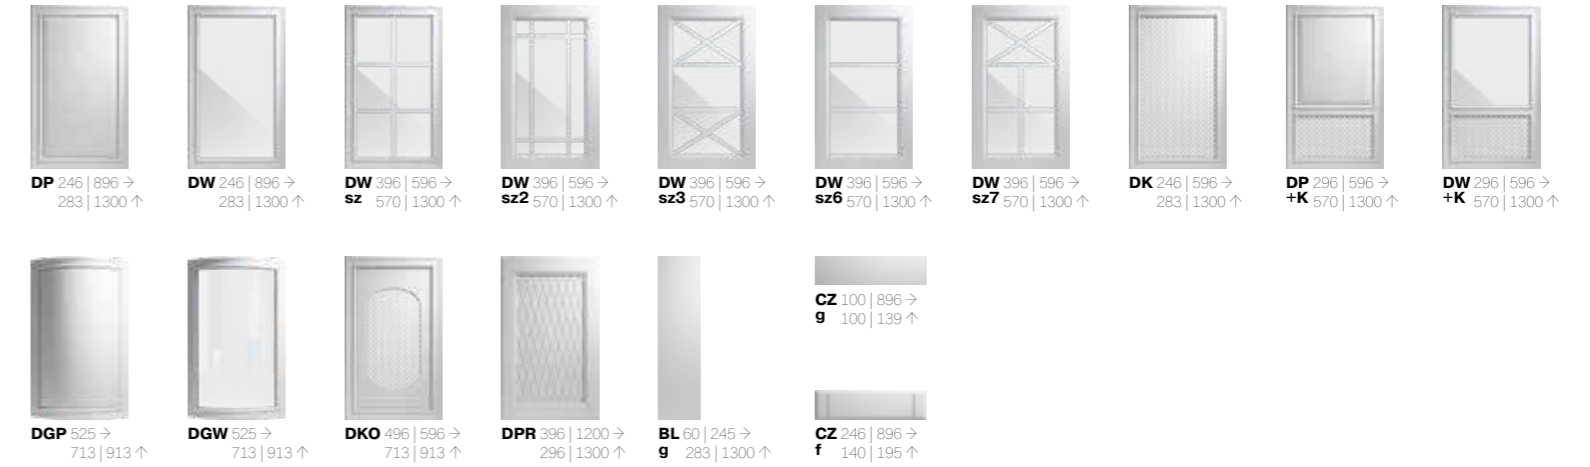 DP 246 | 896 →
283 | 1300 ↑
DW 246 | 896 →
283 | 1300 ↑
DW 396 | 596 →
sz 570 | 1300 ↑
DW 396 | 596 →
sz2 570 | 1300 ↑
DW 396 | 596 →
sz3 570 | 1300 ↑
DW 396 | 596 →
sz6 570 | 1300 ↑
DW 396 | 596 →
sz7 570 | 1300 ↑
DK 246 | 596 →
283 | 1300 ↑
DP 296 | 596 →
+K 570 | 1300 ↑
DW 296 | 596 →
+K 570 | 1300 ↑
DGP 525 →
713 | 913 ↑
DGW 525 →
713 | 913 ↑
DKO 496 | 596 →
713 | 913 ↑
DPR 396 | 1200 →
296 | 1300 ↑
BL 60 | 245 →
g 283 | 1300 ↑
CZ 100 | 896 →
g 100 | 139 ↑
CZ 246 | 896 →
f 140 | 195 ↑